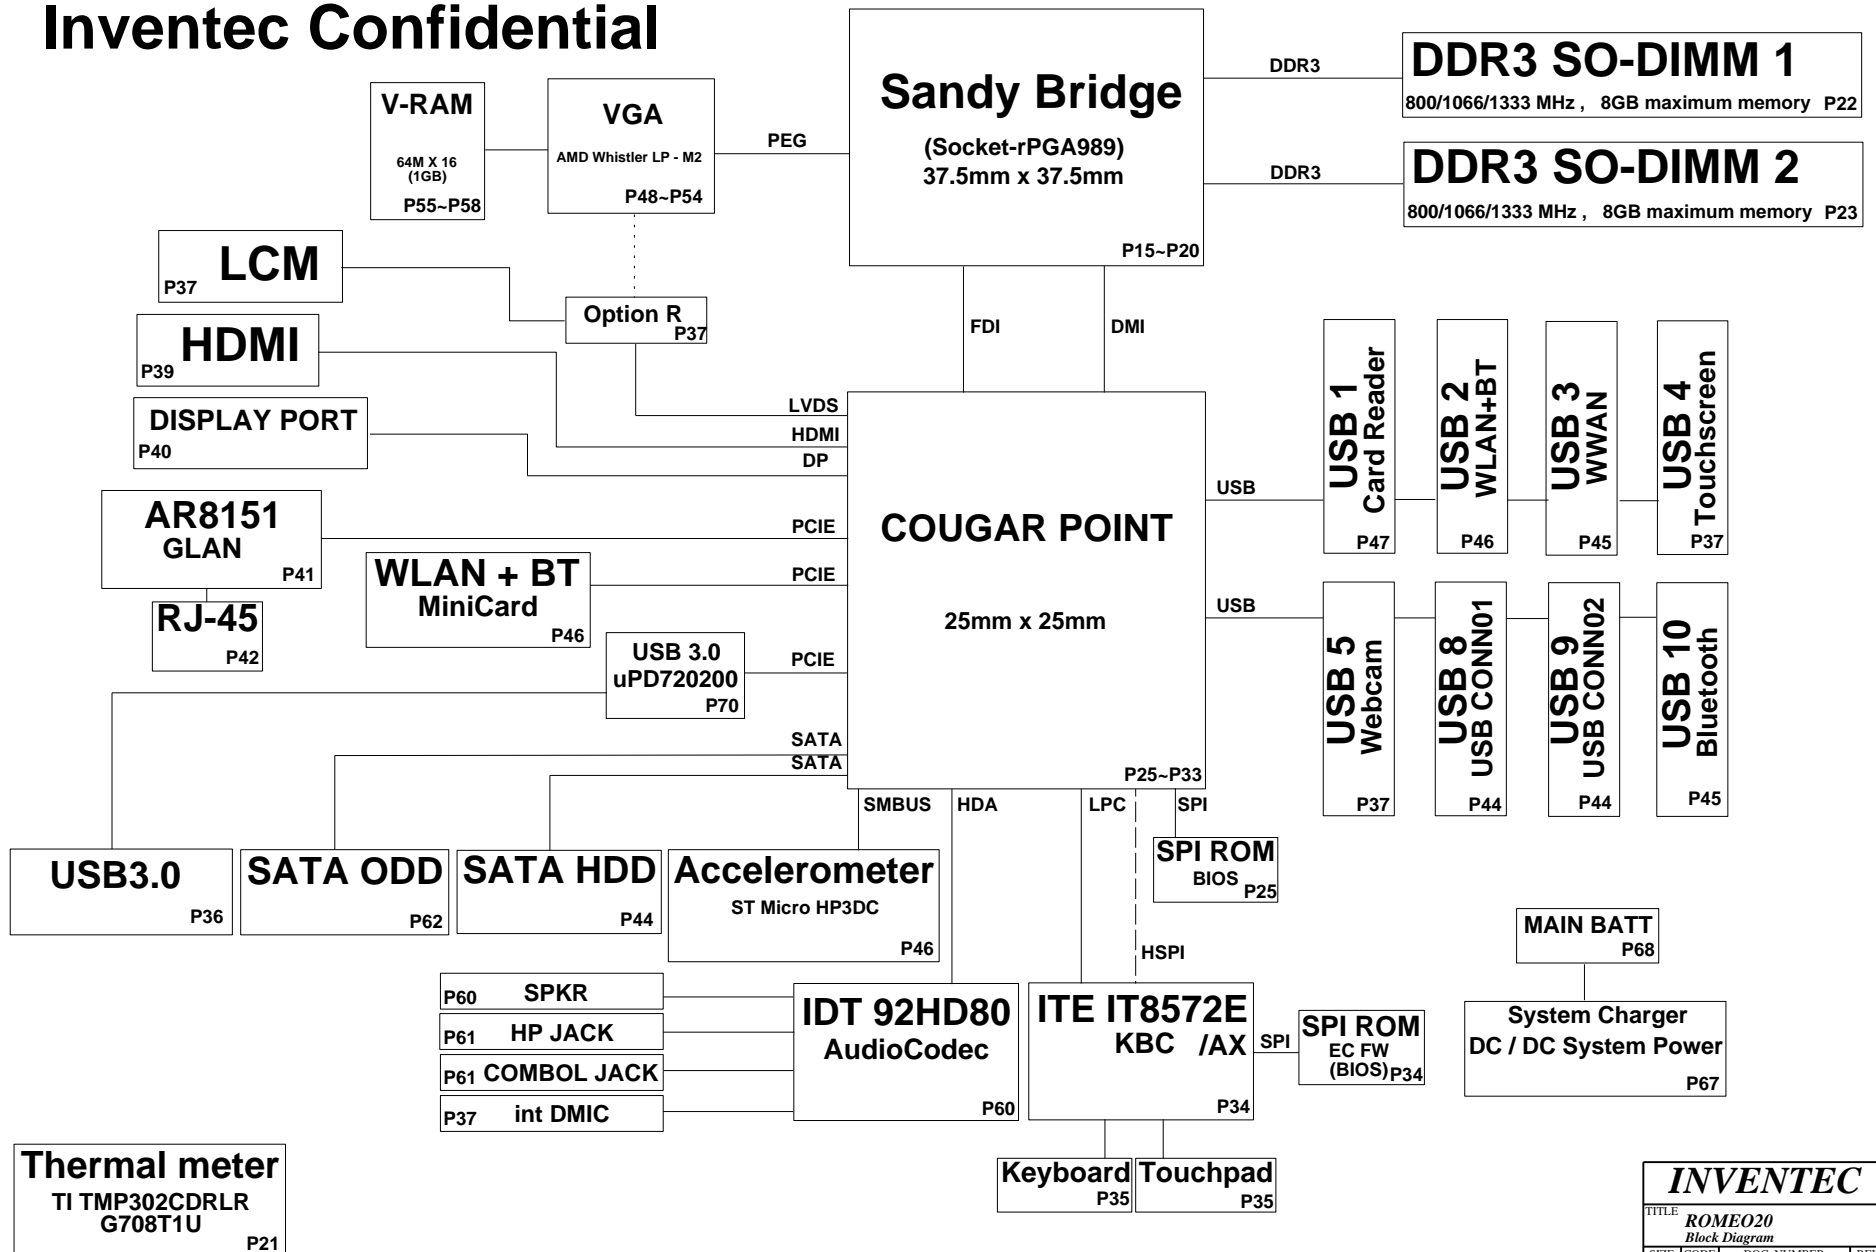 Inventec Confidential
V-RAM
64M X 16
(1GB)
P55~P58
VGA
AMD Whistler LP - M2
P48~P54
PEG
Sandy Bridge
(Socket-rPGA989)
37.5mm x 37.5mm
P15~P20
DDR3
DDR3 SO-DIMM 1
800/1066/1333 MHz , 8GB maximum memory P22
DDR3
DDR3 SO-DIMM 2
800/1066/1333 MHz , 8GB maximum memory P23
LCM
P37
Option R
P37
HDMI
P39
DISPLAY PORT
P40
FDI
DMI
LVDS
HDMI
DP
AR8151
GLAN
P41
RJ-45
P42
PCIE
WLAN + BT
MiniCard
P46
PCIE
USB 3.0
uPD720200
P70
PCIE
SATA
SATA
COUGAR POINT
25mm x 25mm
P25~P33
USB
USB 1
Card Reader
P47
USB 2
WLAN+BT
P46
USB 3
WWAN
P45
USB 4
Touchscreen
P37
USB
USB 5
Webcam
P37
USB 8
USB CONN01
P44
USB 9
USB CONN02
P44
USB 10
Bluetooth
P45
SMBUS
HDA
LPC
SPI
USB3.0
P36
SATA ODD
P62
SATA HDD
P44
Accelerometer
ST Micro HP3DC
P46
SPI ROM
BIOS
P25
HSPI
MAIN BATT
P68
System Charger
DC / DC System Power
P67
P60 SPKR
P61 HP JACK
P61 COMBOL JACK
P37 int DMIC
IDT 92HD80
AudioCodec
P60
ITE IT8572E
KBC /AX
P34
SPI
SPI ROM
EC FW
(BIOS) P34
Keyboard
P35
Touchpad
P35
Thermal meter
TI TMP302CDRLR
G708T1U
P21
INVENTEC
TITLE
ROMEO20
Block Diagram